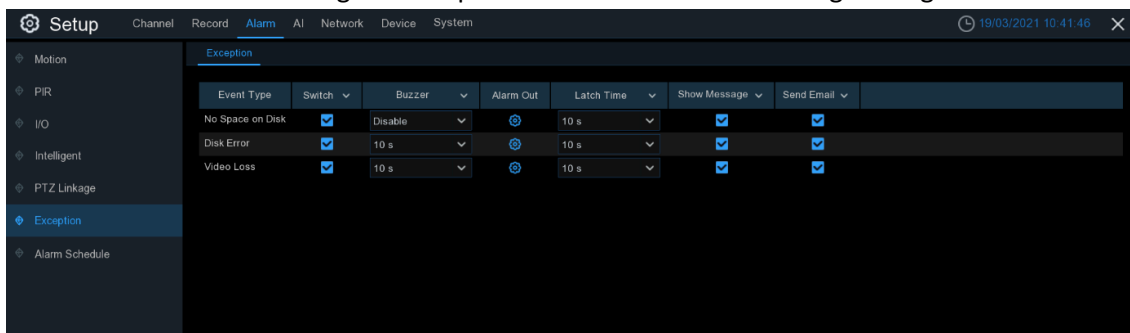 Setup Channel Record Alarm AI Network Device System 19/03/2021 10:41:46
Motion
PIR
I/O
Intelligent
PTZ Linkage
Exception
Alarm Schedule
Exception
Event Type Switch Buzzer Alarm Out Latch Time Show Message Send Email
No Space on Disk Disable 10 s
Disk Error 10 s 10 s
Video Loss 10 s 10 s